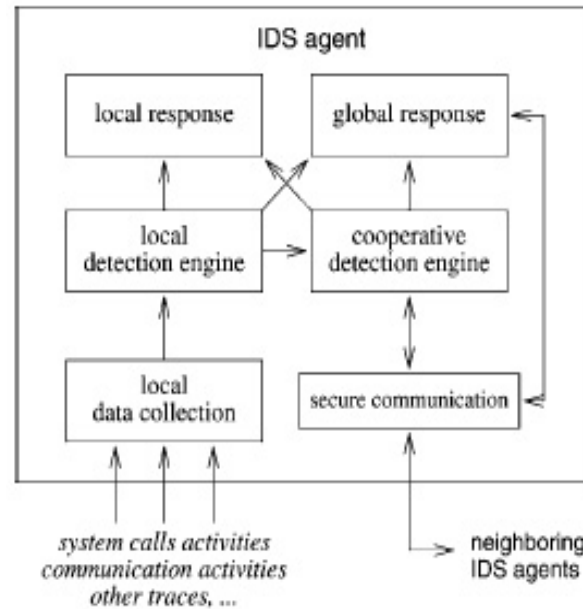 IDS agent
local response
global response
local
detection engine
cooperative
detection engine
local
data collection
secure communication
system calls activities
communication activities
other traces, ...
neighboring
IDS agents